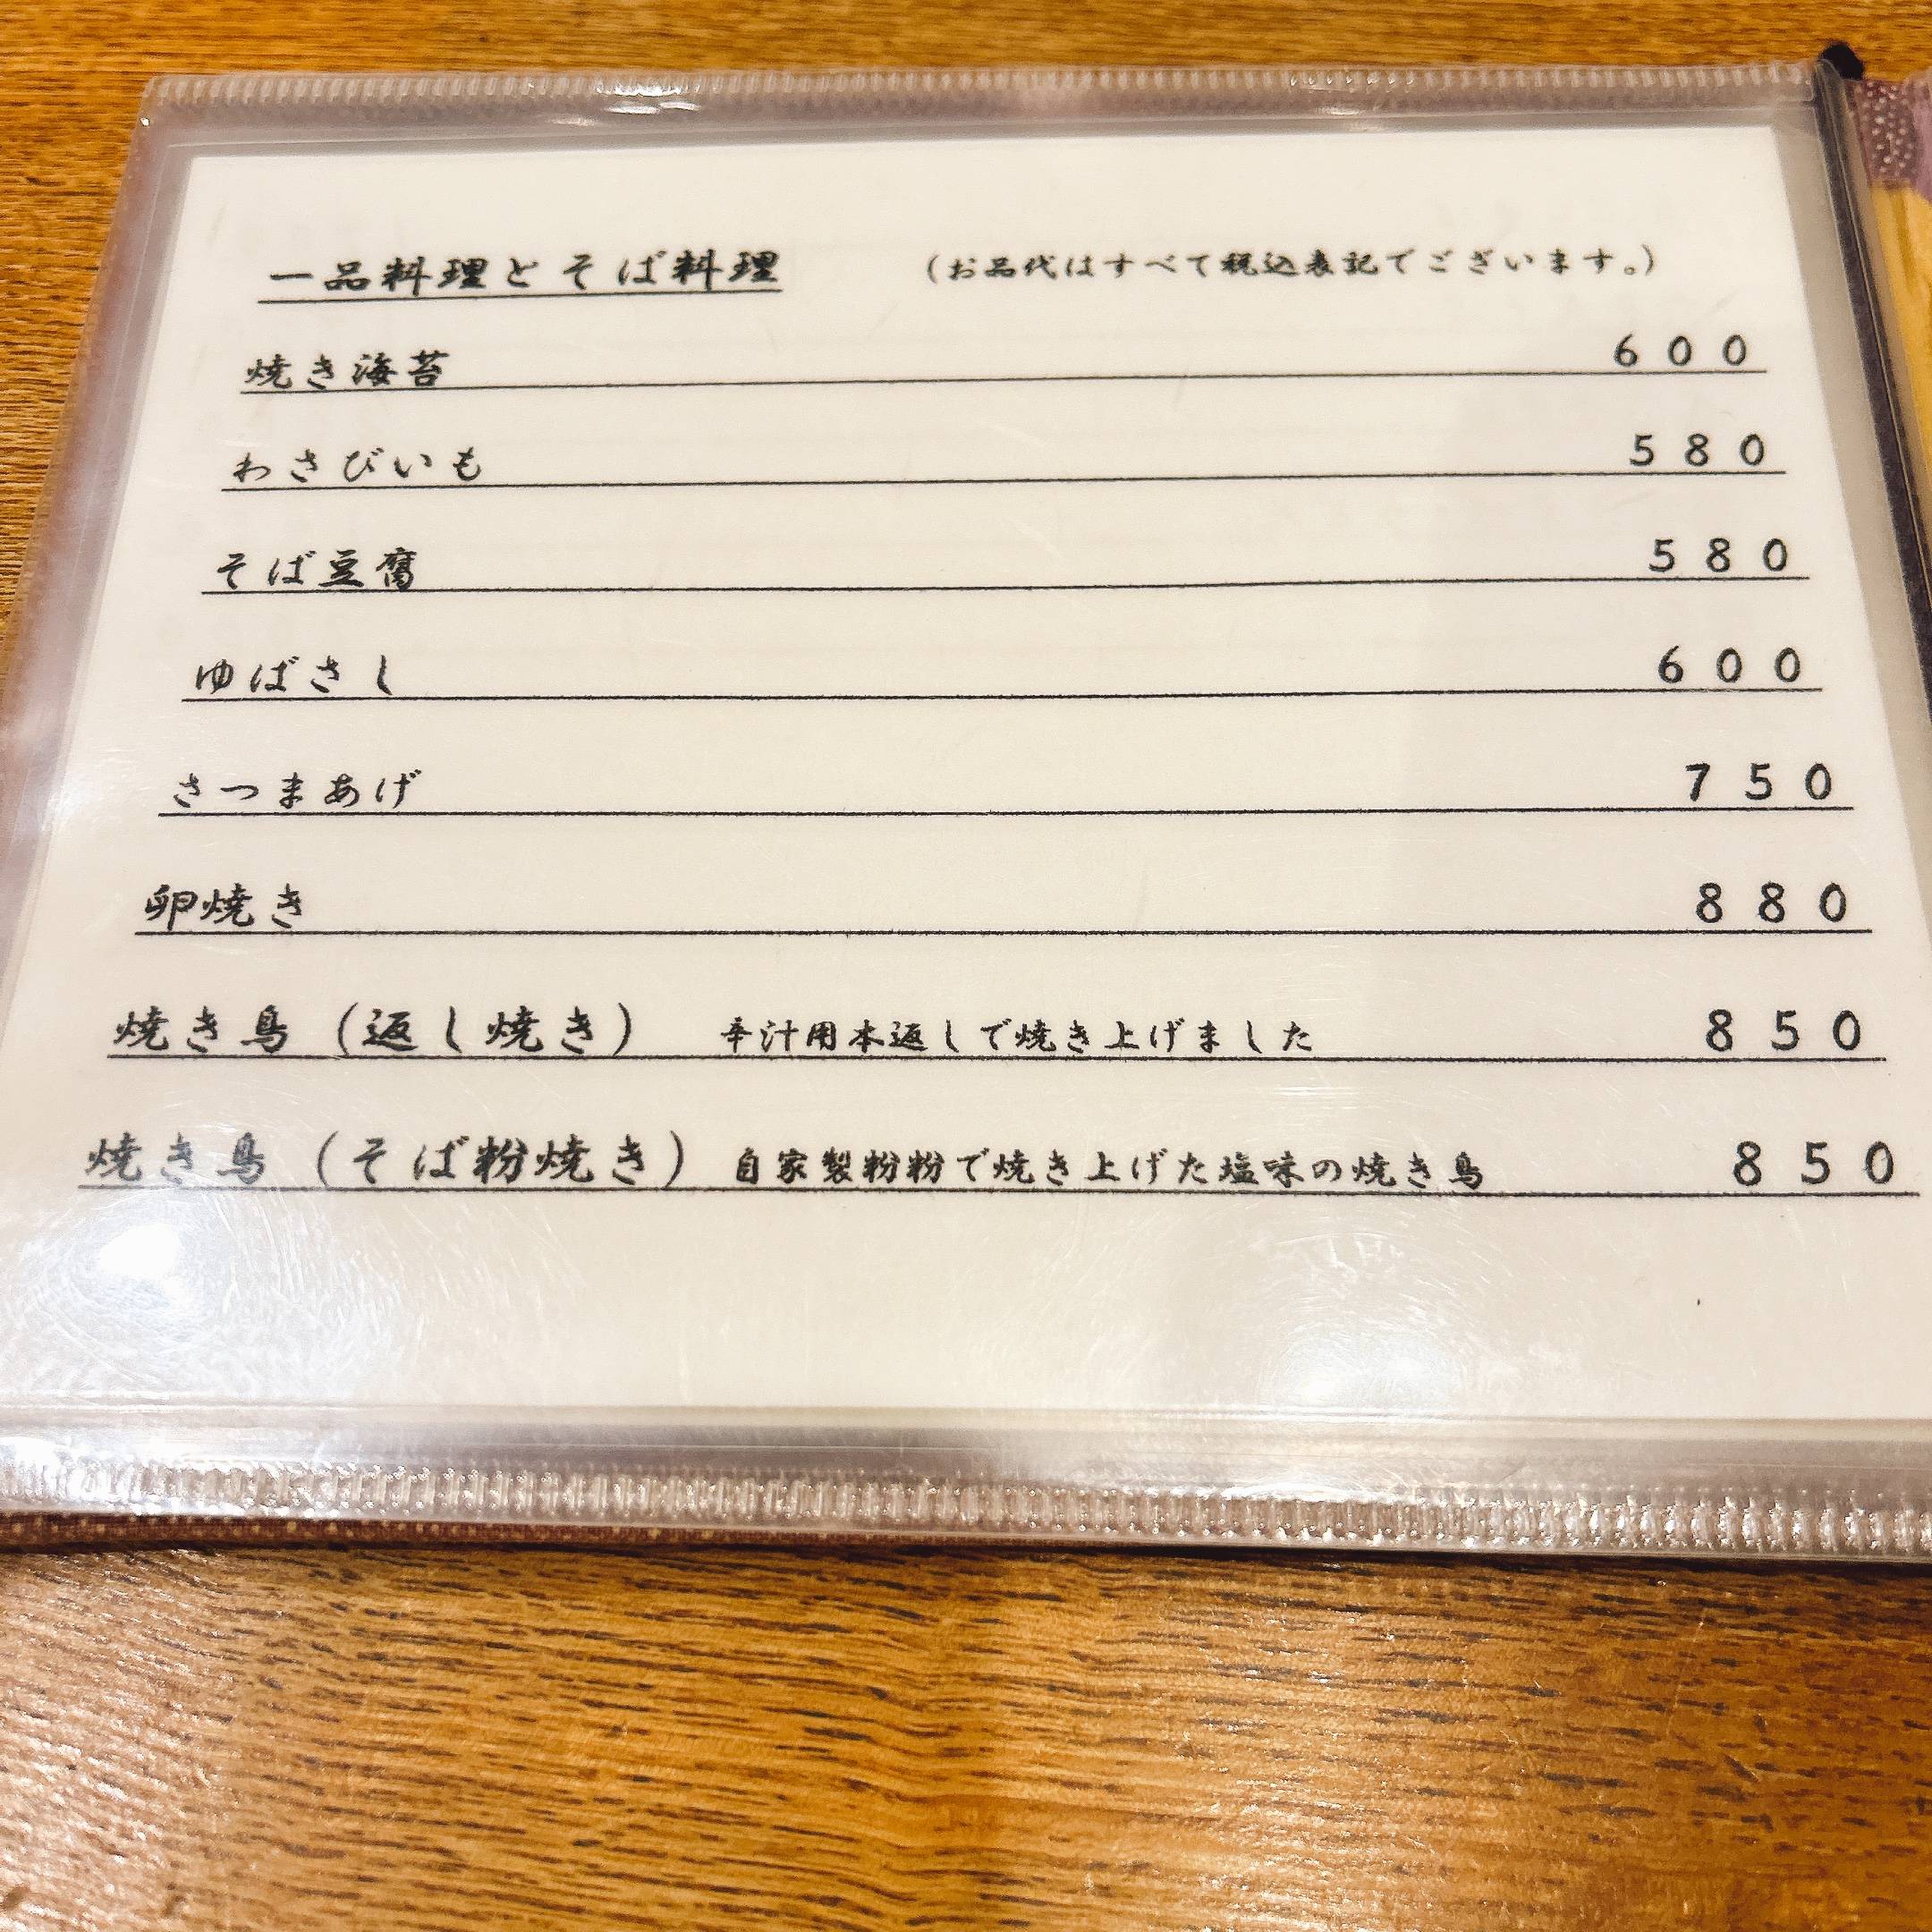 一品料理とそば料理 (お品代はすべて税込表記でございます。)
焼き海苔 600
わさびいも 580
そば豆腐 580
ゆばさし 600
さつまあげ 750
卵焼き 880
焼き鳥(返し焼き) 辛汁用本返しで焼き上げました 850
焼き鳥(そば粉焼き) 自家製粉粉で焼き上げた塩味の焼き鳥 850